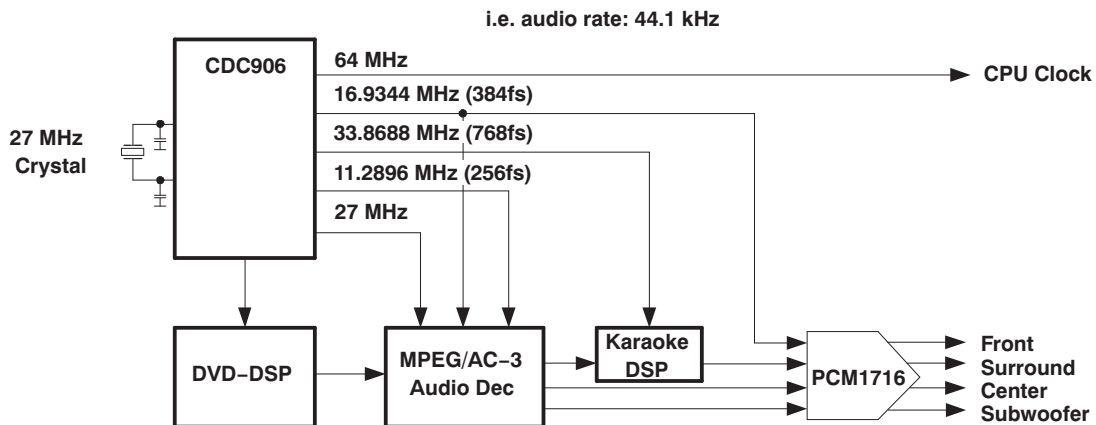 i.e. audio rate: 44.1 kHz
CDC906
64 MHz
CPU Clock
16.9344 MHz (384fs)
27 MHz
Crystal
33.8688 MHz (768fs)
11.2896 MHz (256fs)
27 MHz
DVD−DSP
MPEG/AC−3
Audio Dec
Karaoke
DSP
PCM1716
Front
Surround
Center
Subwoofer